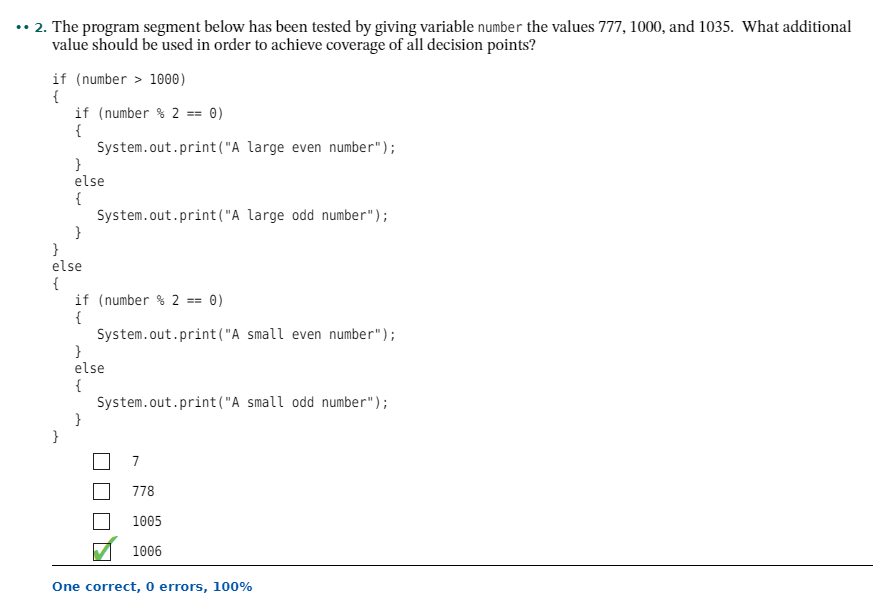 •• 2. The program segment below has been tested by giving variable number the values 777, 1000, and 1035. What additional
value should be used in order to achieve coverage of all decision points?
if (number > 1000)
{
if (number % 2 == 0)
{
System.out.print("A large even number");
}
else
{
System.out.print("A large odd number");
}
}
else
{
if (number % 2 == 0)
{
System.out.print("A small even number");
}
else
{
System.out.print("A small odd number");
}
}
7
778
1005
1006
One correct, 0 errors, 100%